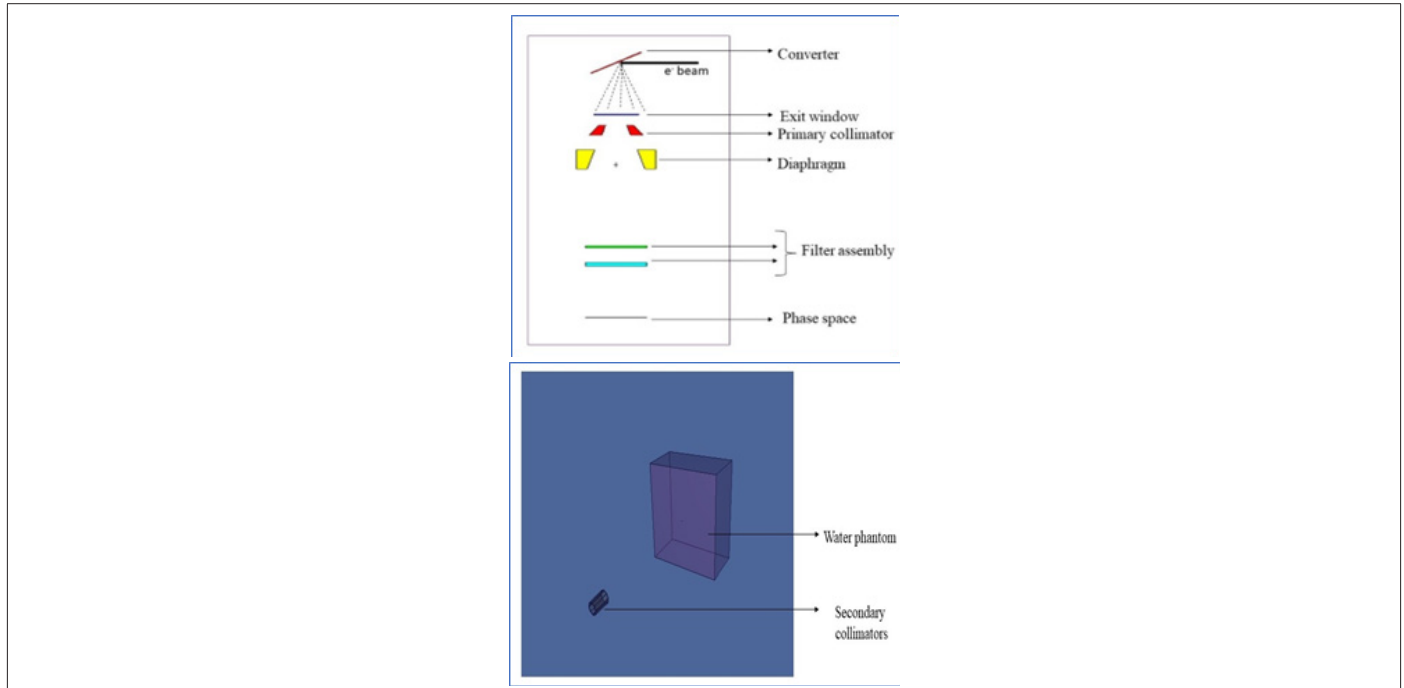 Converter
e- beam
Exit window
Primary collimator
Diaphragm
Filter assembly
Phase space
Water phantom
Secondary
collimators